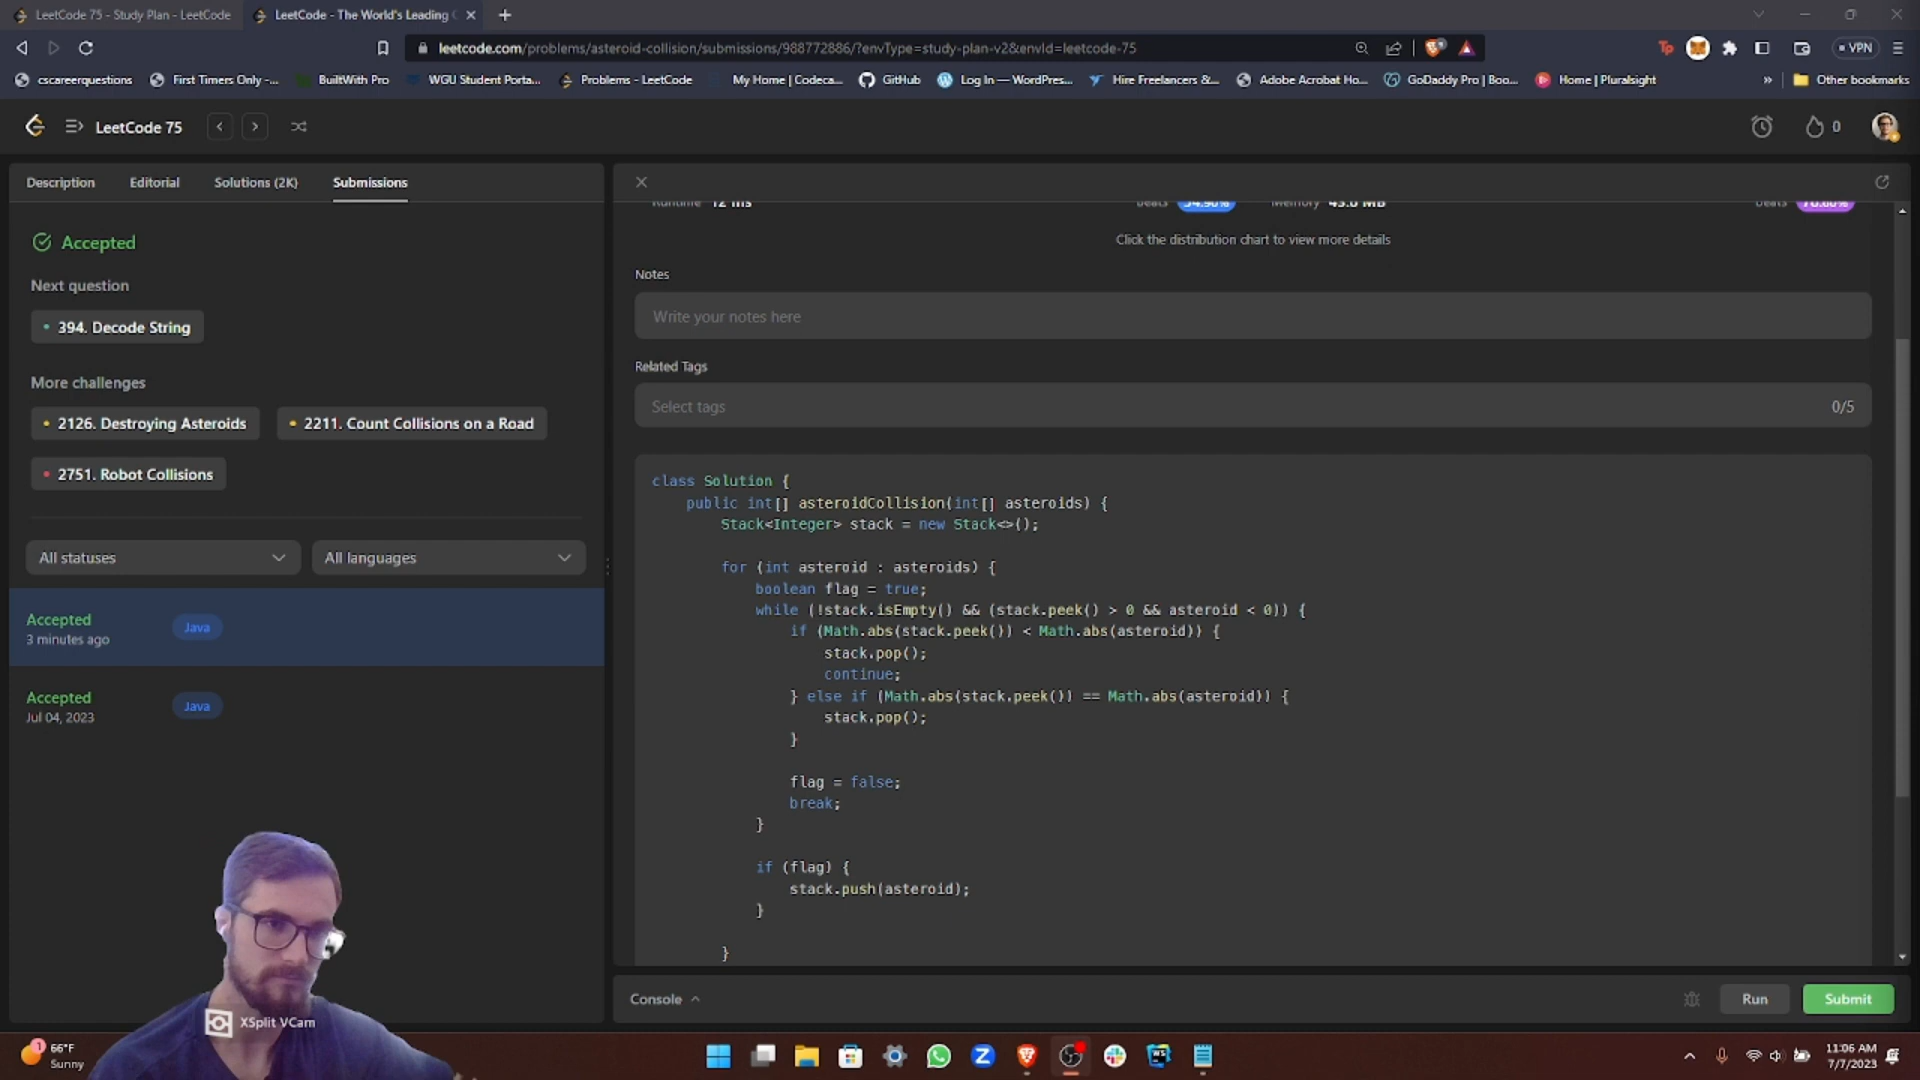 LeetCode 75 - Study Plan - LeetCode
LeetCode - The World's Leading
leetcode.com/problems/asteroid-collision/submissions/988772886/?envType=study-plan-v2&envId=leetcode-75
Tp
VPN
cscareerquestions
First Timers Only -...
BuiltWith Pro
WGU Student Porta...
Problems - LeetCode
My Home | Codeca...
GitHub
Log In — WordPres...
Hire Freelancers &...
Adobe Acrobat Ho...
GoDaddy Pro | Boo...
Home | Pluralsight
»
Other bookmarks
LeetCode 75
0
Description
Editorial
Solutions (2K)
Submissions
Accepted
Next question
394. Decode String
More challenges
2126. Destroying Asteroids
2211. Count Collisions on a Road
2751. Robot Collisions
All statuses
All languages
Accepted
3 minutes ago
Java
Accepted
Jul 04, 2023
Java
Runtime 12 ms
Beats
Memory
Beats
Click the distribution chart to view more details
Notes
Write your notes here
Related Tags
Select tags
0/5
class Solution {
public int[] asteroidCollision(int[] asteroids) {
Stack<Integer> stack = new Stack<>();
for (int asteroid : asteroids) {
boolean flag = true;
while (!stack.isEmpty() && (stack.peek() > 0 && asteroid < 0)) {
if (Math.abs(stack.peek()) < Math.abs(asteroid)) {
stack.pop();
continue;
} else if (Math.abs(stack.peek()) == Math.abs(asteroid)) {
stack.pop();
}
flag = false;
break;
}
if (flag) {
stack.push(asteroid);
}
}
Console
Run
Submit
XSplit VCam
1
66°F
Sunny
11:06 AM
7/7/2023